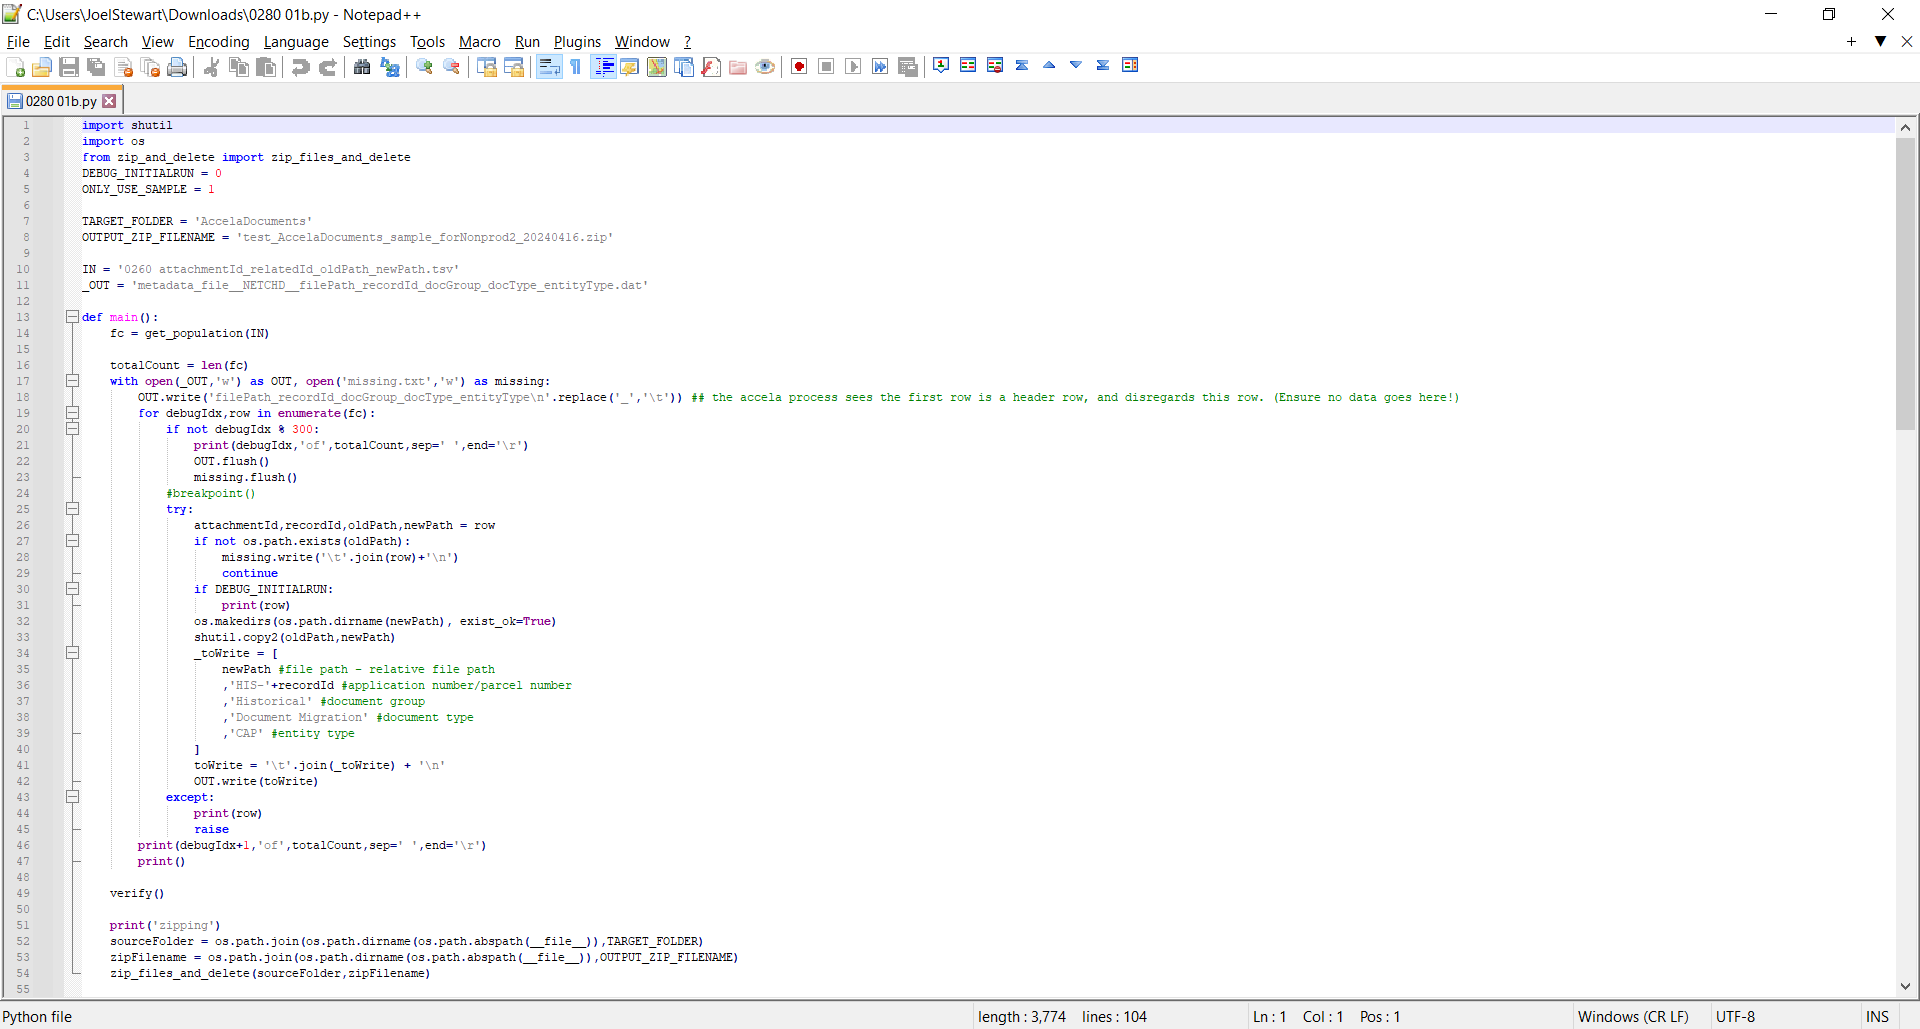 C:\Users\JoelStewart\Downloads\0280 01b.py - Notepad++
File Edit Search View Encoding Language Settings Tools Macro Run Plugins Window ?
0280 01b.py
1 import shutil
2 import os
3 from zip_and_delete import zip_files_and_delete
4 DEBUG_INITIALRUN = 0
5 ONLY_USE_SAMPLE = 1
6
7 TARGET_FOLDER = 'AccelaDocuments'
8 OUTPUT_ZIP_FILENAME = 'test_AccelaDocuments_sample_forNonprod2_20240416.zip'
9
10 IN = '0260 attachmentId_relatedId_oldPath_newPath.tsv'
11 _OUT = 'metadata_file__NETCHD__filePath_recordId_docGroup_docType_entityType.dat'
12
13 def main():
14     fc = get_population(IN)
15
16     totalCount = len(fc)
17     with open(_OUT,'w') as OUT, open('missing.txt','w') as missing:
18         OUT.write('filePath_recordId_docGroup_docType_entityType\n'.replace('_','\t')) ## the accela process sees the first row is a header row, and disregards this row. (Ensure no data goes here!)
19         for debugIdx,row in enumerate(fc):
20             if not debugIdx % 300:
21                 print(debugIdx,'of',totalCount,sep=' ',end='\r')
22                 OUT.flush()
23                 missing.flush()
24             #breakpoint()
25             try:
26                 attachmentId,recordId,oldPath,newPath = row
27                 if not os.path.exists(oldPath):
28                     missing.write('\t'.join(row)+'\n')
29                     continue
30                 if DEBUG_INITIALRUN:
31                     print(row)
32                 os.makedirs(os.path.dirname(newPath), exist_ok=True)
33                 shutil.copy2(oldPath,newPath)
34                 _toWrite = [
35                     newPath #file path - relative file path
36                     ,'HIS-'+recordId #application number/parcel number
37                     ,'Historical' #document group
38                     ,'Document Migration' #document type
39                     ,'CAP' #entity type
40                 ]
41                 toWrite = '\t'.join(_toWrite) + '\n'
42                 OUT.write(toWrite)
43             except:
44                 print(row)
45                 raise
46         print(debugIdx+1,'of',totalCount,sep=' ',end='\r')
47         print()
48
49     verify()
50
51     print('zipping')
52     sourceFolder = os.path.join(os.path.dirname(os.path.abspath(__file__)),TARGET_FOLDER)
53     zipFilename = os.path.join(os.path.dirname(os.path.abspath(__file__)),OUTPUT_ZIP_FILENAME)
54     zip_files_and_delete(sourceFolder,zipFilename)
55
Python file length : 3,774 lines : 104 Ln : 1 Col : 1 Pos : 1 Windows (CR LF) UTF-8 INS